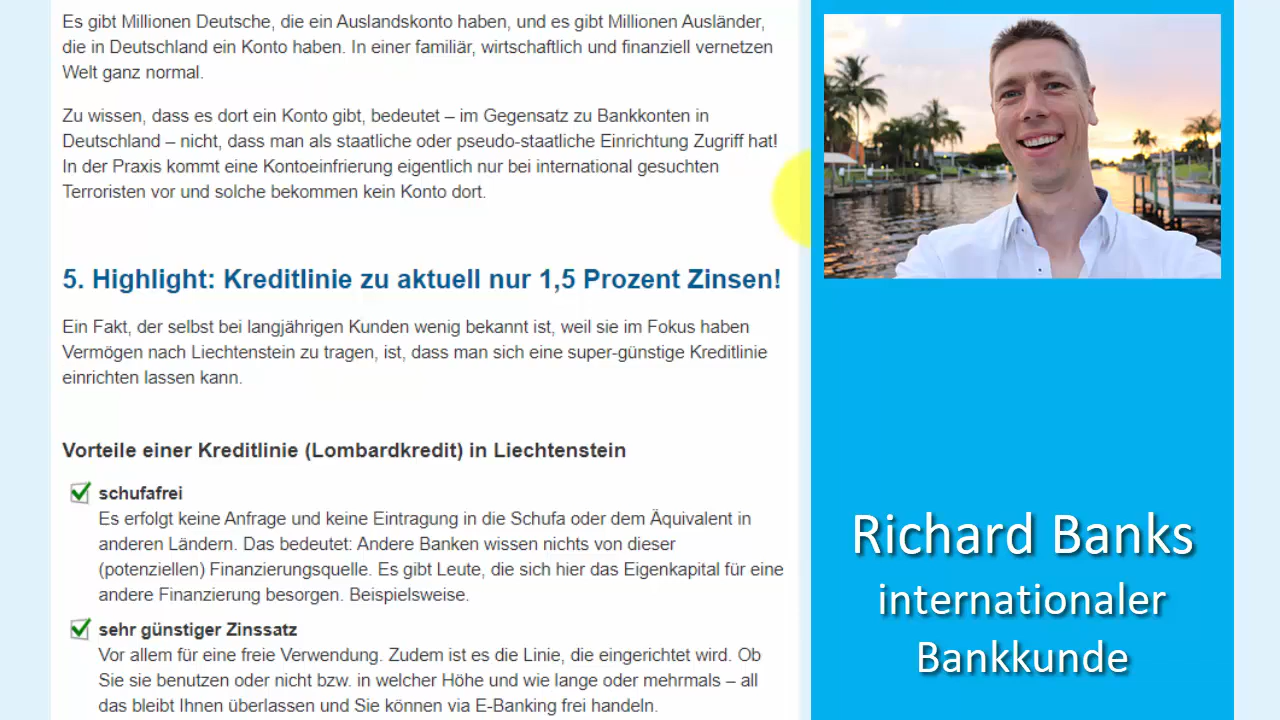 Es gibt Millionen Deutsche, die ein Auslandskonto haben, und es gibt Millionen Ausländer,
die in Deutschland ein Konto haben. In einer familiär, wirtschaftlich und finanziell vernetzen
Welt ganz normal.
Zu wissen, dass es dort ein Konto gibt, bedeutet – im Gegensatz zu Bankkonten in
Deutschland – nicht, dass man als staatliche oder pseudo-staatliche Einrichtung Zugriff hat!
In der Praxis kommt eine Kontoeinfrierung eigentlich nur bei international gesuchten
Terroristen vor und solche bekommen kein Konto dort.
5. Highlight: Kreditlinie zu aktuell nur 1,5 Prozent Zinsen!
Ein Fakt, der selbst bei langjährigen Kunden wenig bekannt ist, weil sie im Fokus haben
Vermögen nach Liechtenstein zu tragen, ist, dass man sich eine super-günstige Kreditlinie
einrichten lassen kann.
Vorteile einer Kreditlinie (Lombardkredit) in Liechtenstein
schufafrei
Es erfolgt keine Anfrage und keine Eintragung in die Schufa oder dem Äquivalent in
anderen Ländern. Das bedeutet: Andere Banken wissen nichts von dieser
(potenziellen) Finanzierungsquelle. Es gibt Leute, die sich hier das Eigenkapital für eine
andere Finanzierung besorgen. Beispielsweise.
sehr günstiger Zinssatz
Vor allem für eine freie Verwendung. Zudem ist es die Linie, die eingerichtet wird. Ob
Sie sie benutzen oder nicht bzw. in welcher Höhe und wie lange oder mehrmals – all
das bleibt Ihnen überlassen und Sie können via E-Banking frei handeln.
Richard Banks
internationaler
Bankkunde